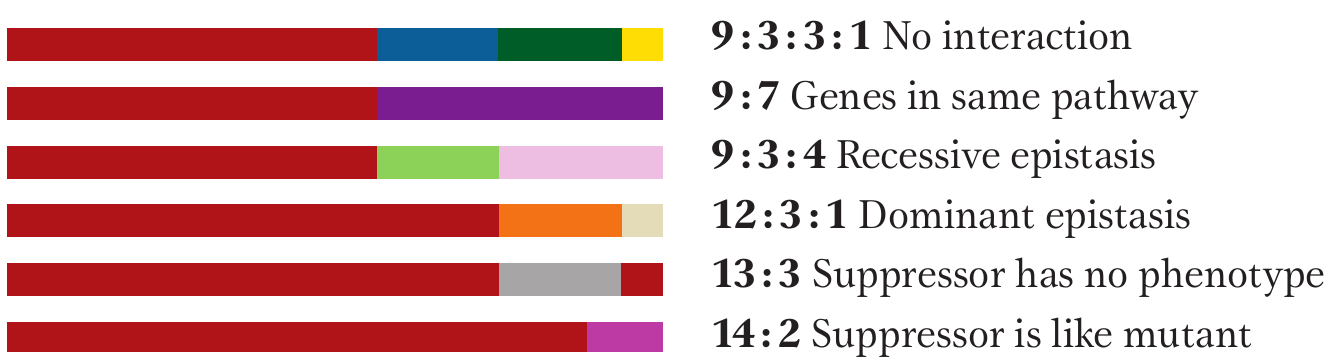 9:3:3:1 No interaction
9:7 Genes in same pathway
9:3:4 Recessive epistasis
12:3:1 Dominant epistasis
13:3 Suppressor has no phenotype
14:2 Suppressor is like mutant